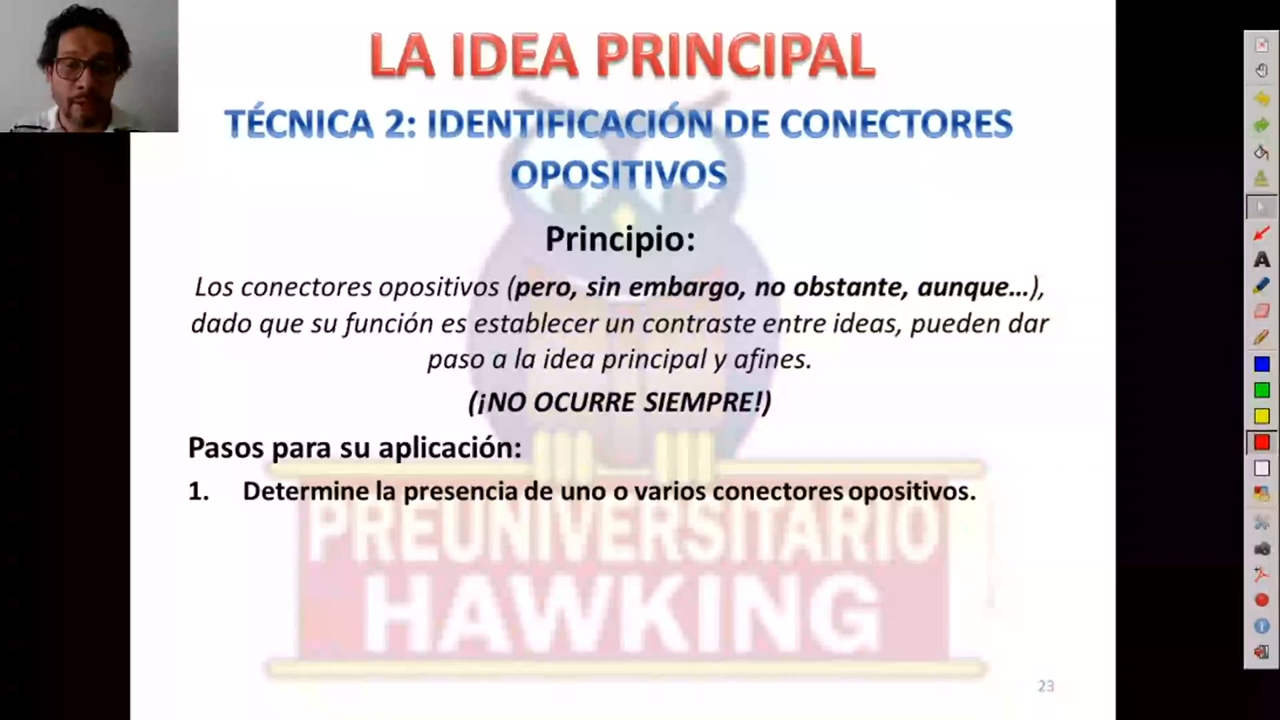 LA IDEA PRINCIPAL
TÉCNICA 2: IDENTIFICACIÓN DE CONECTORES
OPOSITIVOS
Principio:
Los conectores opositivos (pero, sin embargo, no obstante, aunque...),
dado que su función es establecer un contraste entre ideas, pueden dar
paso a la idea principal y afines.
(¡NO OCURRE SIEMPRE!)
Pasos para su aplicación:
1. Determine la presencia de uno o varios conectores opositivos.
PREUNIVERSITARIO
HAWKING
23